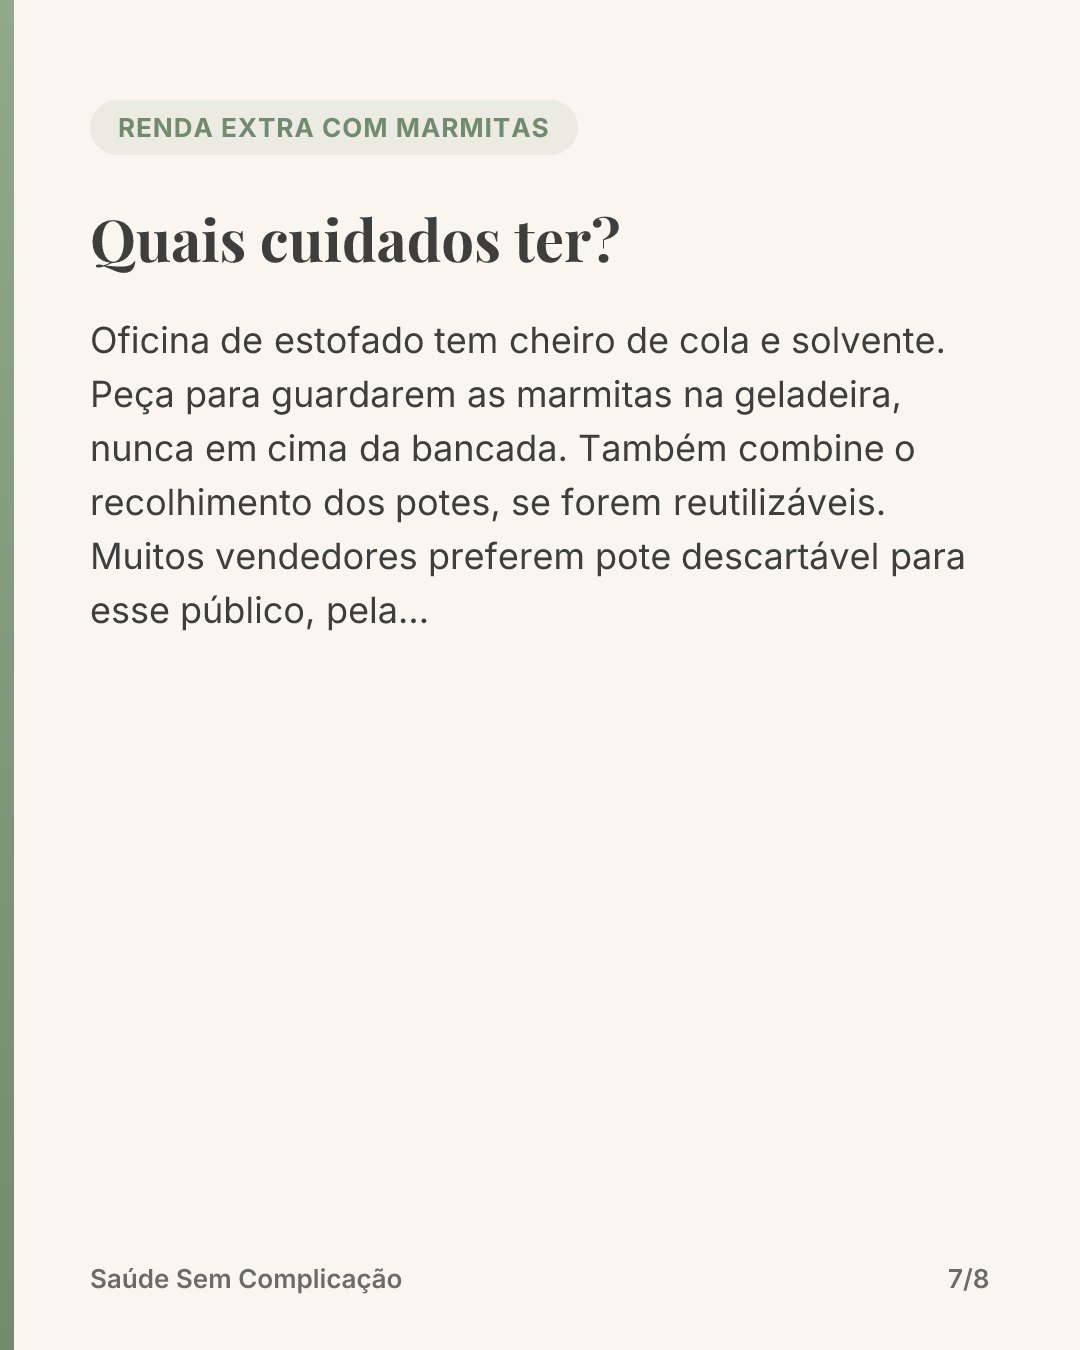 RENDA EXTRA COM MARMITAS
Quais cuidados ter?
Oficina de estofado tem cheiro de cola e solvente.
Peça para guardarem as marmitas na geladeira,
nunca em cima da bancada. Também combine o
recolhimento dos potes, se forem reutilizáveis.
Muitos vendedores preferem pote descartável para
esse público, pela...
Saúde Sem Complicação
7/8